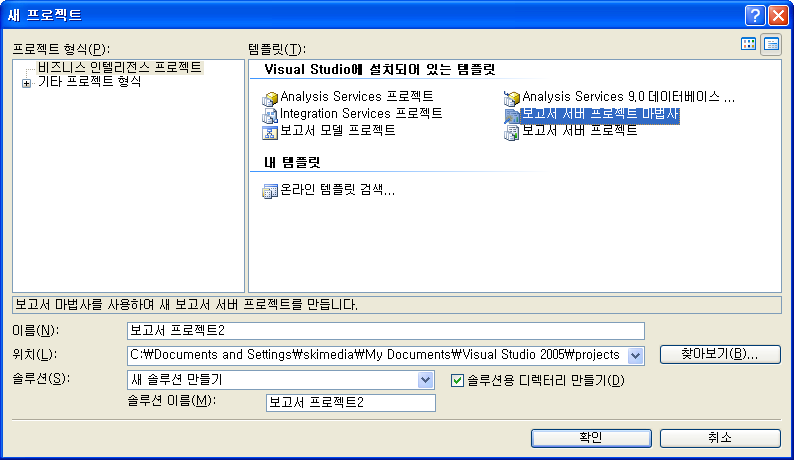 새 프로젝트
프로젝트 형식(P):
템플릿(T):
비즈니스 인텔리전스 프로젝트
기타 프로젝트 형식
Visual Studio에 설치되어 있는 템플릿
Analysis Services 프로젝트
Analysis Services 9.0 데이터베이스 ...
Integration Services 프로젝트
보고서 서버 프로젝트 마법사
보고서 모델 프로젝트
보고서 서버 프로젝트
내 템플릿
온라인 템플릿 검색...
보고서 마법사를 사용하여 새 보고서 서버 프로젝트를 만듭니다.
이름(N):
보고서 프로젝트2
위치(L):
C:₩Documents and Settings₩skimedia₩My Documents₩Visual Studio 2005₩projects
찾아보기(B)...
솔루션(S):
새 솔루션 만들기
솔루션용 디렉터리 만들기(D)
솔루션 이름(M):
보고서 프로젝트2
확인
취소